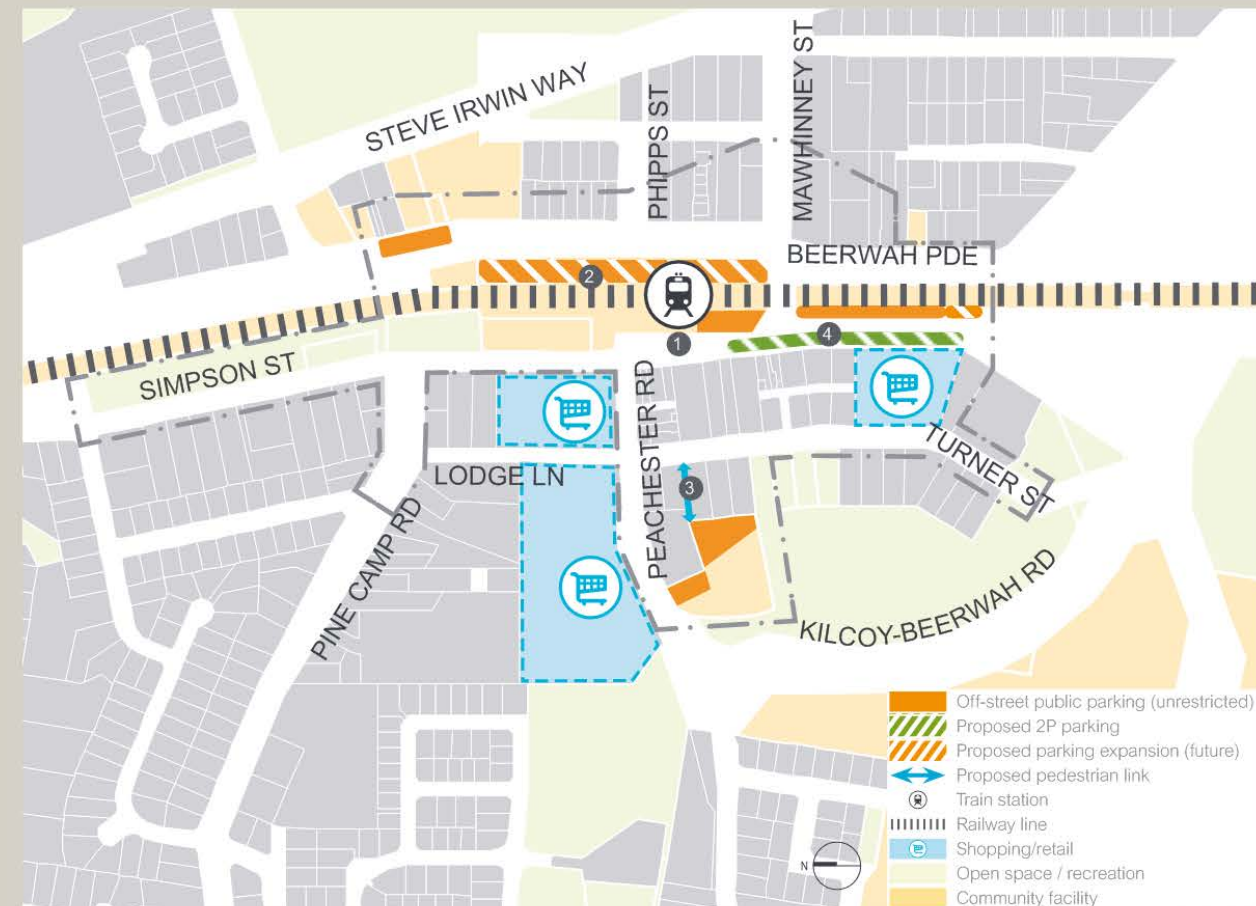 STEVE IRWIN WAY
PHIPPS ST
MAWHINNEY ST
BEERWAH PDE
2
1
4
SIMPSON ST
PEACHESTER RD
TURNER ST
LODGE LN
3
PINE CAMP RD
KILCOY-BEERWAH RD
N
Off-street public parking (unrestricted)
Proposed 2P parking
Proposed parking expansion (future)
Proposed pedestrian link
Train station
Railway line
Shopping/retail
Open space / recreation
Community facility